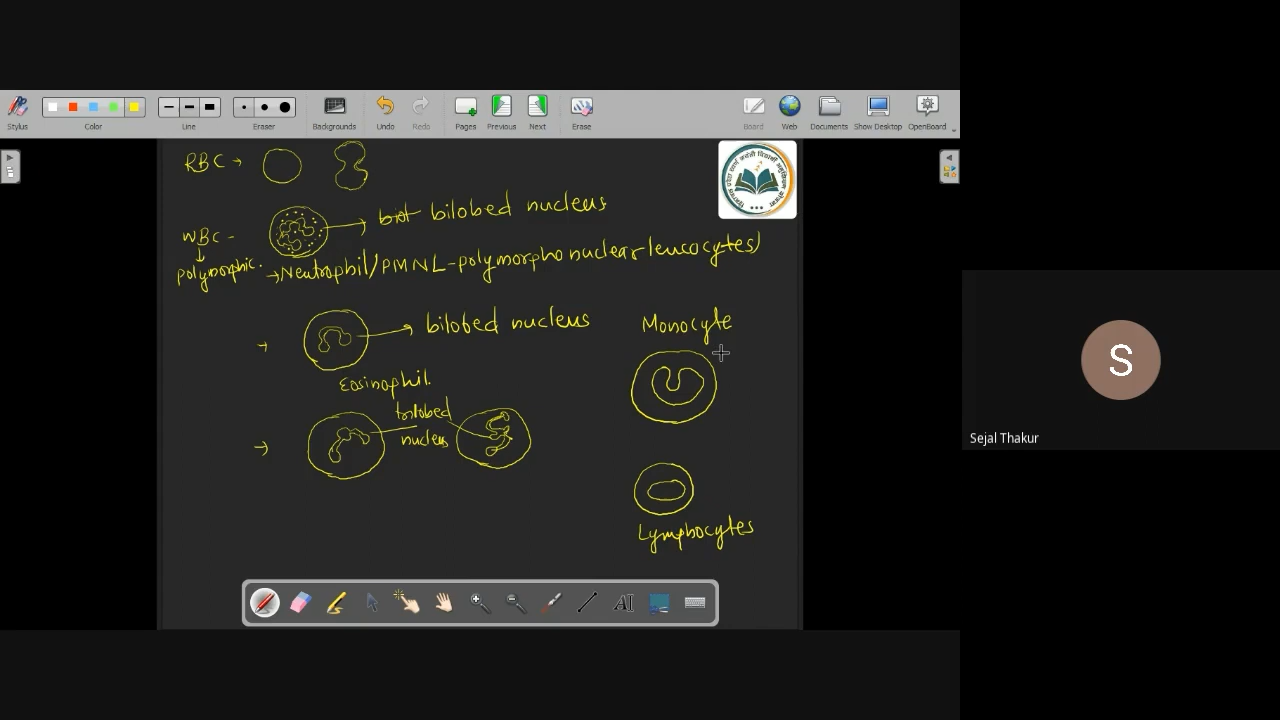 Stylus
Color
Line
Eraser
Backgrounds
Undo
Redo
Pages
Previous
Next
Erase
Board
Web
Documents
Show Desktop
OpenBoard
RBC →
WBC -
polymorphic.
bilobed nucleus
→ Neutrophil/PMNL - polymorphonuclear leucocytes)
→
bilobed nucleus
Eosinophil.
→
trilobed
nucleus
Monocyte
Lymphocytes
AI
S
Sejal Thakur